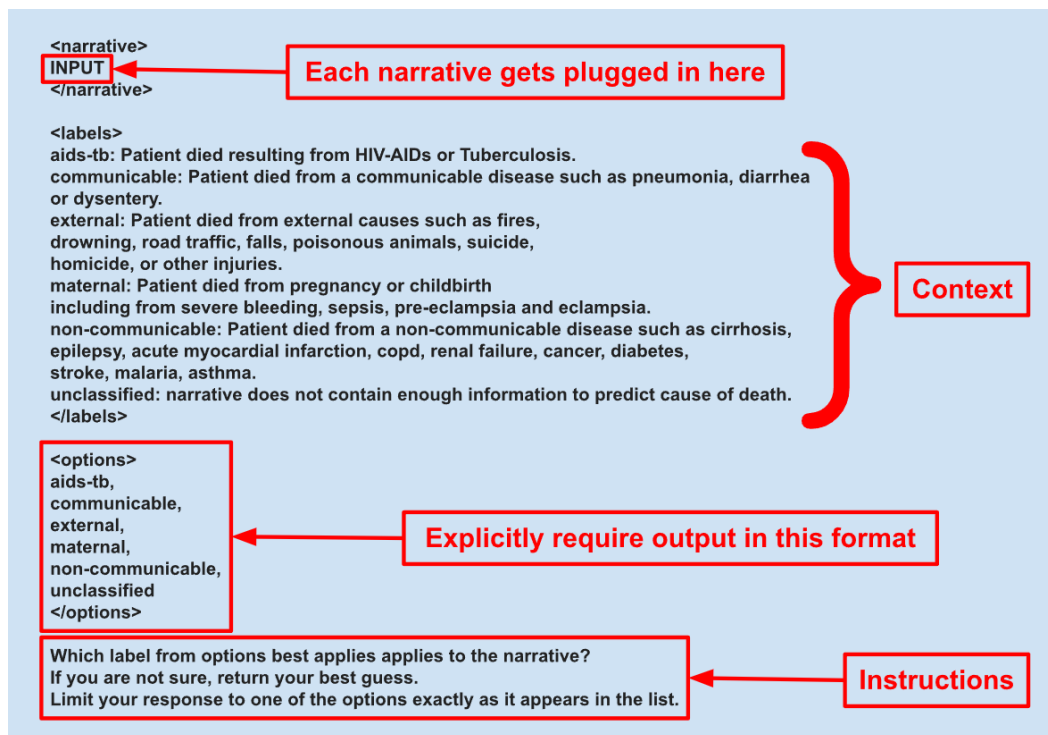 <narrative>
INPUT
Each narrative gets plugged in here
</narrative>
<labels>
aids-tb: Patient died resulting from HIV-AIDs or Tuberculosis.
communicable: Patient died from a communicable disease such as pneumonia, diarrhea
or dysentery.
external: Patient died from external causes such as fires,
drowning, road traffic, falls, poisonous animals, suicide,
homicide, or other injuries.
maternal: Patient died from pregnancy or childbirth
including from severe bleeding, sepsis, pre-eclampsia and eclampsia.
non-communicable: Patient died from a non-communicable disease such as cirrhosis,
epilepsy, acute myocardial infarction, copd, renal failure, cancer, diabetes,
stroke, malaria, asthma.
unclassified: narrative does not contain enough information to predict cause of death.
</labels>
Context
<options>
aids-tb,
communicable,
external,
maternal,
non-communicable,
unclassified
</options>
Explicitly require output in this format
Which label from options best applies applies to the narrative?
If you are not sure, return your best guess.
Limit your response to one of the options exactly as it appears in the list.
Instructions